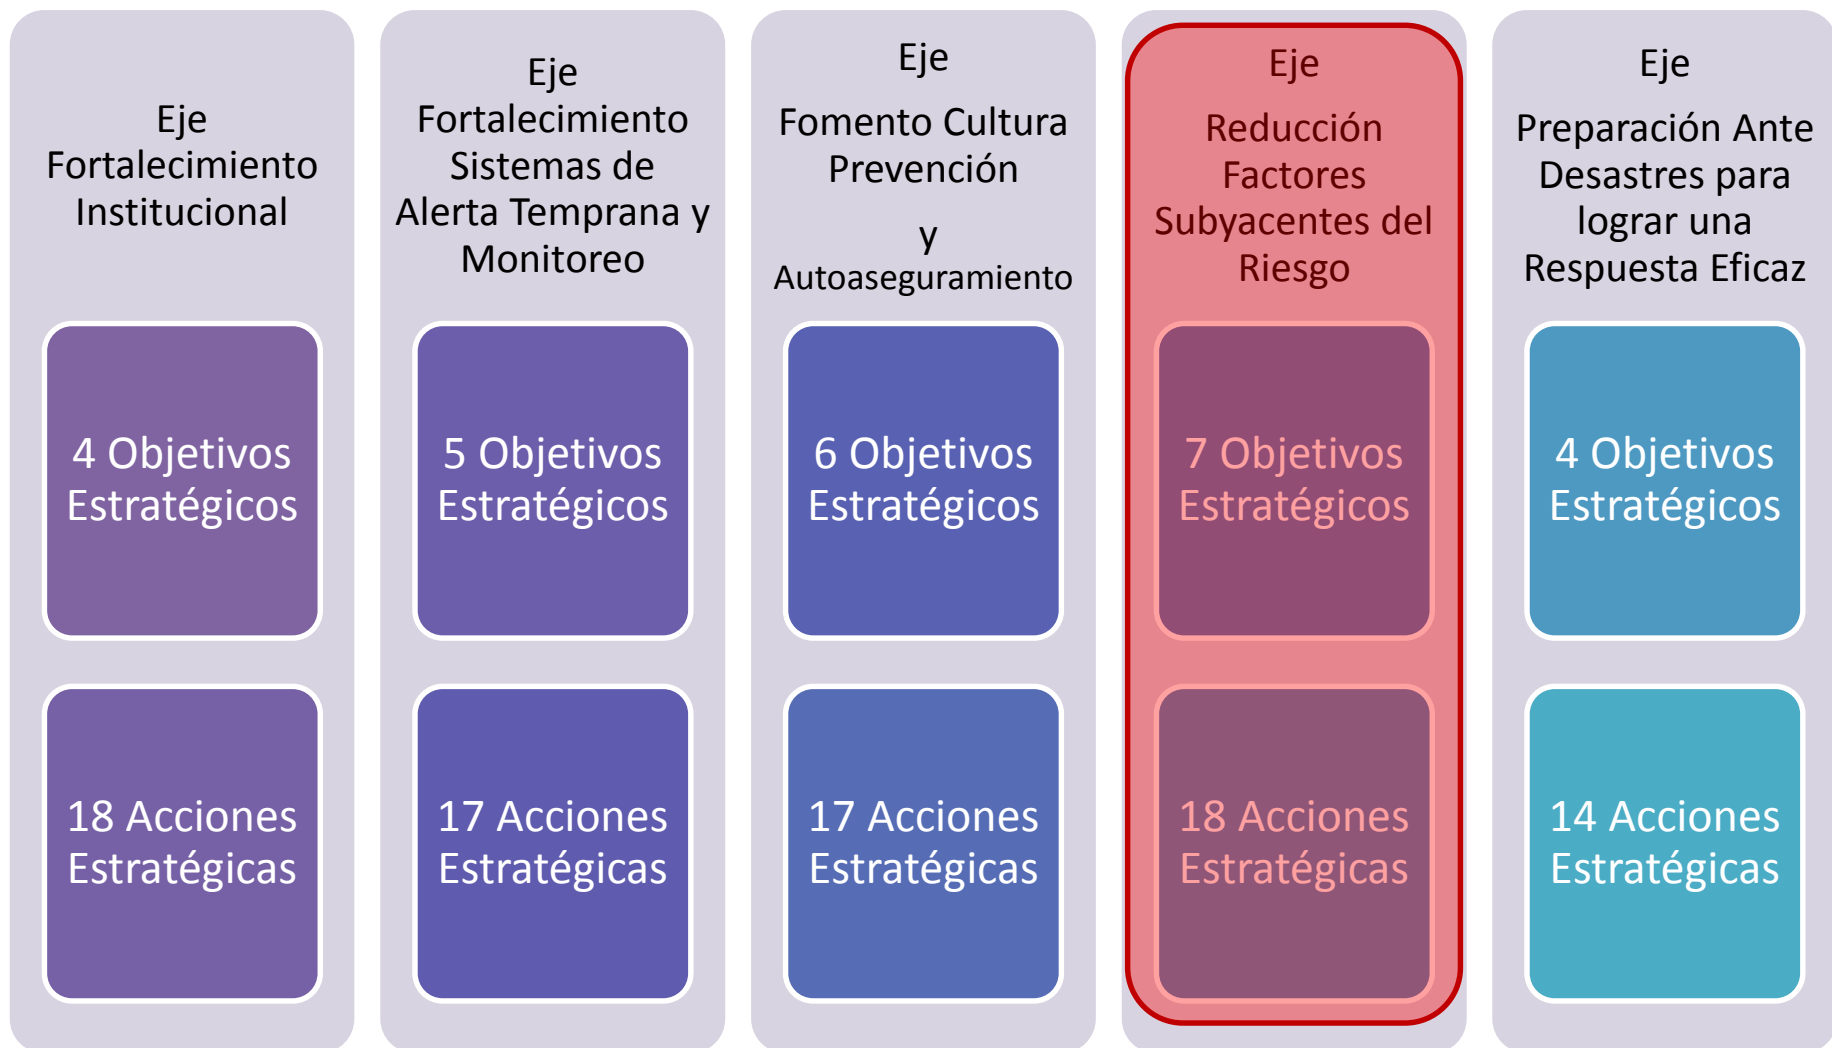 Eje
Fortalecimiento
Institucional
4 Objetivos
Estratégicos
18 Acciones
Estratégicas
Eje
Fortalecimiento
Sistemas de
Alerta Temprana y
Monitoreo
5 Objetivos
Estratégicos
17 Acciones
Estratégicas
Eje
Fomento Cultura
Prevención
y
Autoaseguramiento
6 Objetivos
Estratégicos
17 Acciones
Estratégicas
Eje
Reducción
Factores
Subyacentes del
Riesgo
7 Objetivos
Estratégicos
18 Acciones
Estratégicas
Eje
Preparación Ante
Desastres para
lograr una
Respuesta Eficaz
4 Objetivos
Estratégicos
14 Acciones
Estratégicas